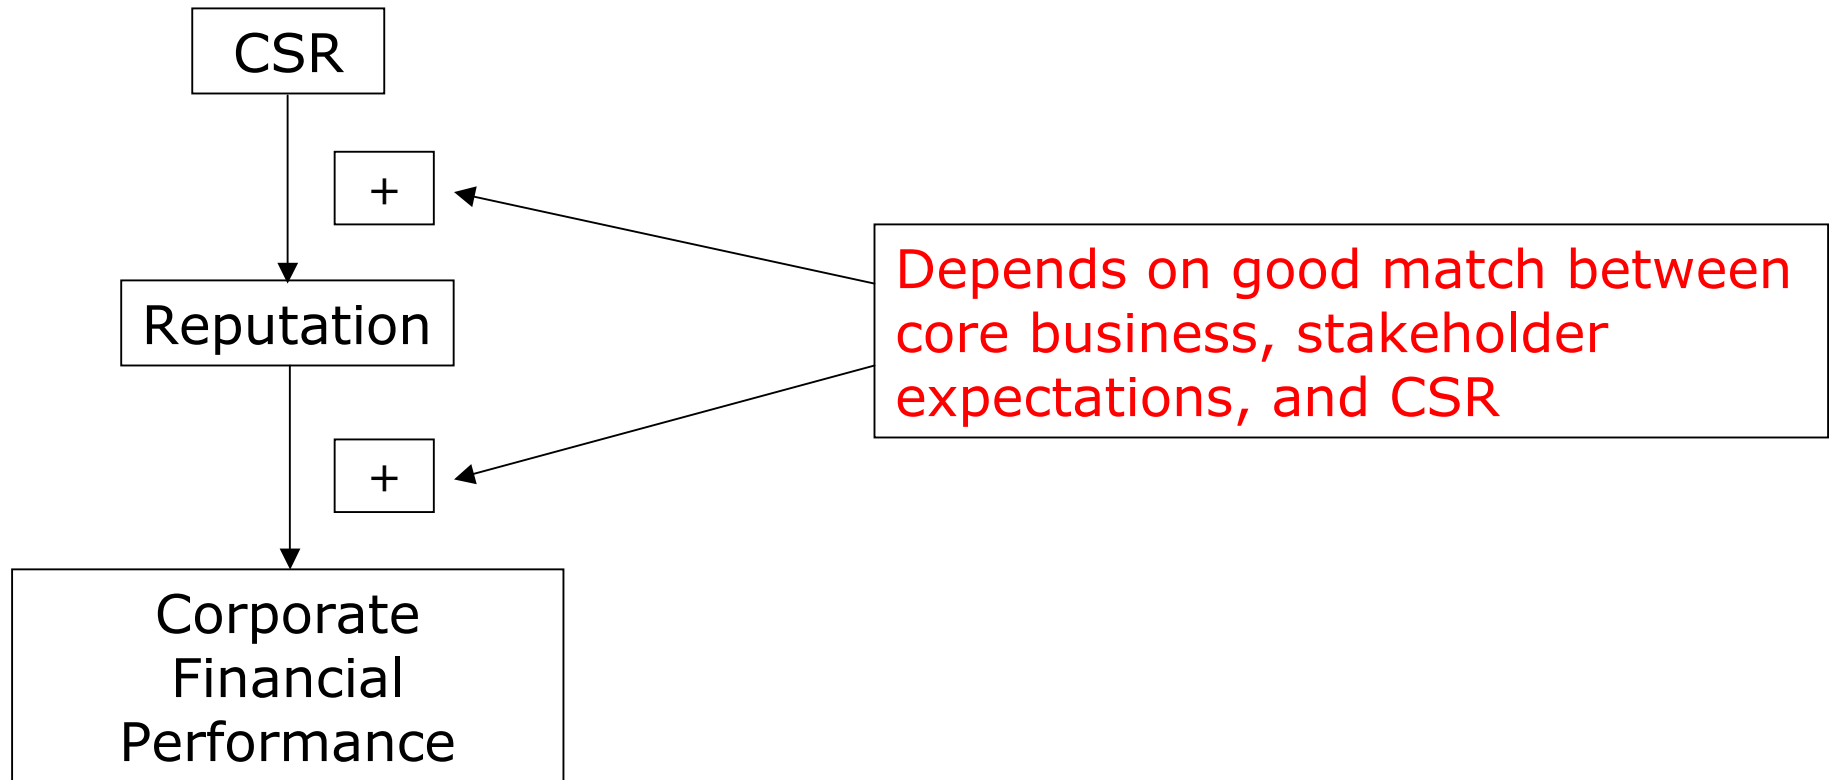 CSR
+
Reputation
+
Corporate
Financial
Performance
Depends on good match between
core business, stakeholder
expectations, and CSR